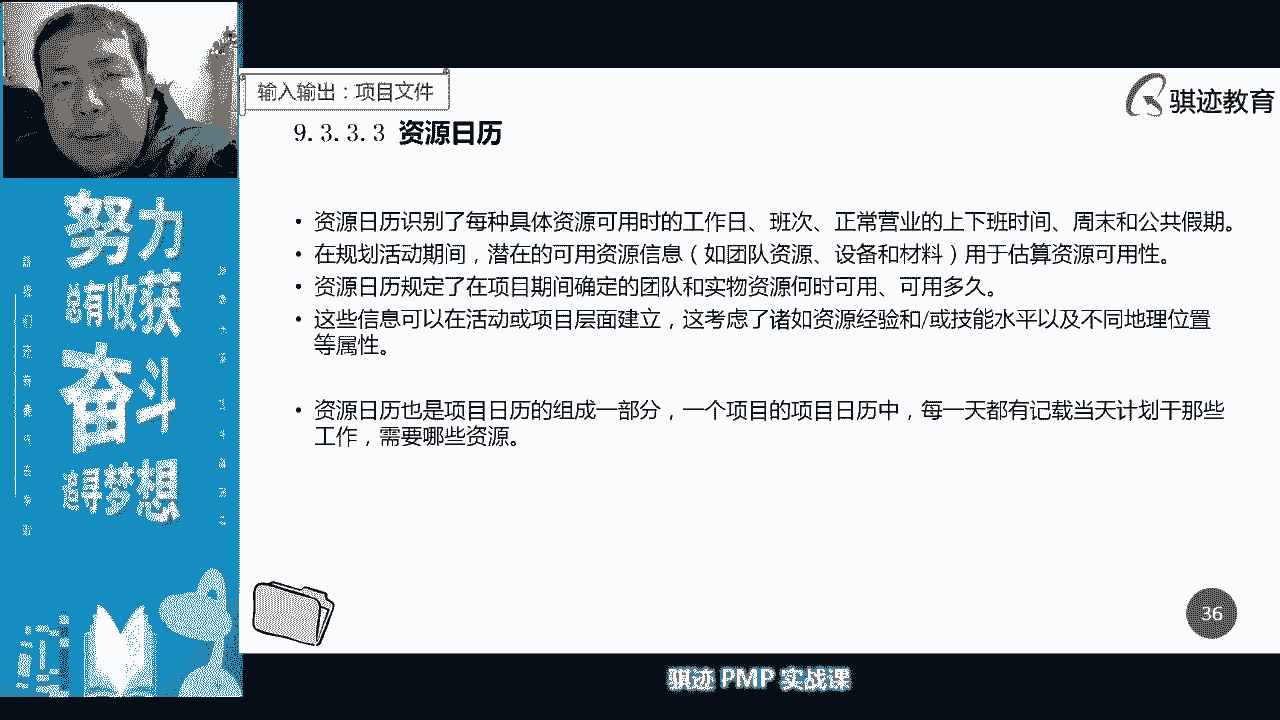 输入输出：项目文件
骐迹教育
9.3.3.3 资源日历
• 资源日历识别了每种具体资源可用时的工作日、班次、正常营业的上下班时间、周末和公共假期。
• 在规划活动期间，潜在的可用资源信息（如团队资源、设备和材料）用于估算资源可用性。
• 资源日历规定了在项目期间确定的团队和实物资源何时可用、可用多久。
• 这些信息可以在活动或项目层面建立，这考虑了诸如资源经验和/或技能水平以及不同地理位置
等属性。
• 资源日历也是项目日历的组成一部分，一个项目的项目日历中，每一天都有记载当天计划干那些
工作，需要哪些资源。
努力
总有收获
奋斗
追寻梦想
36
骐迹 PMP 实战课